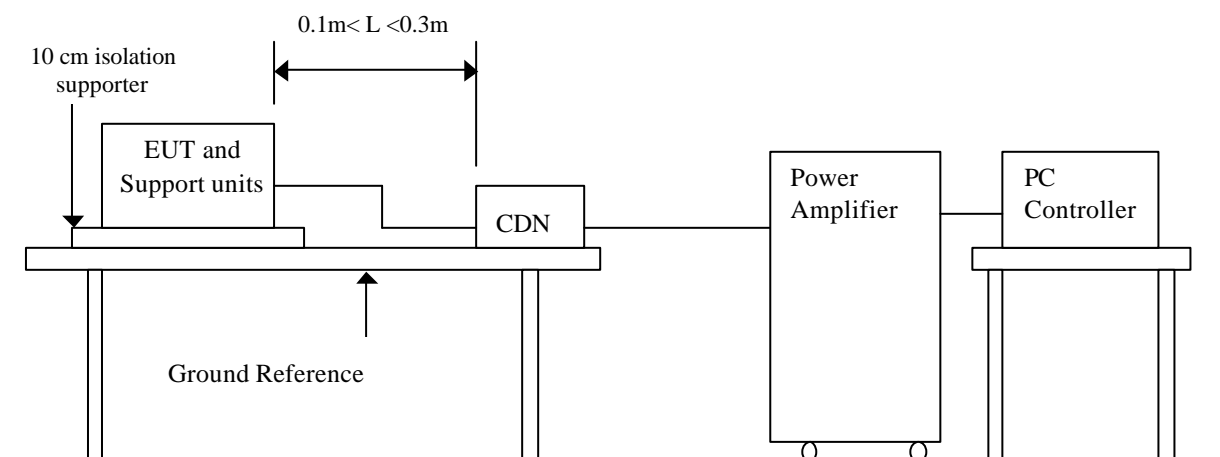 0.1m< L <0.3m
10 cm isolation
supporter
EUT and
Support units
CDN
Power
Amplifier
PC
Controller
Ground Reference